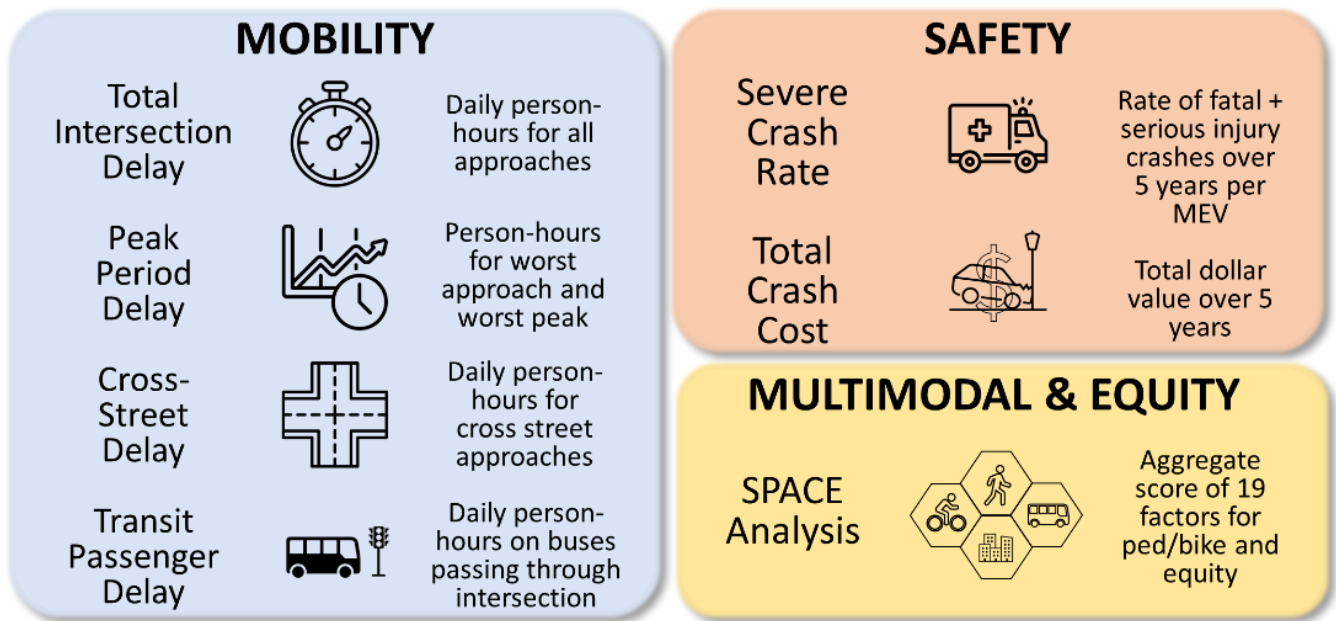 MOBILITY
Total
Intersection
Delay
Daily person-
hours for all
approaches
Peak
Period
Delay
Person-hours
for worst
approach and
worst peak
Cross-
Street
Delay
Daily person-
hours for
cross street
approaches
Transit
Passenger
Delay
Daily person-
hours on buses
passing through
intersection
SAFETY
Severe
Crash
Rate
Rate of fatal +
serious injury
crashes over
5 years per
MEV
Total
Crash
Cost
$
Total dollar
value over 5
years
MULTIMODAL & EQUITY
SPACE
Analysis
Aggregate
score of 19
factors for
ped/bike and
equity